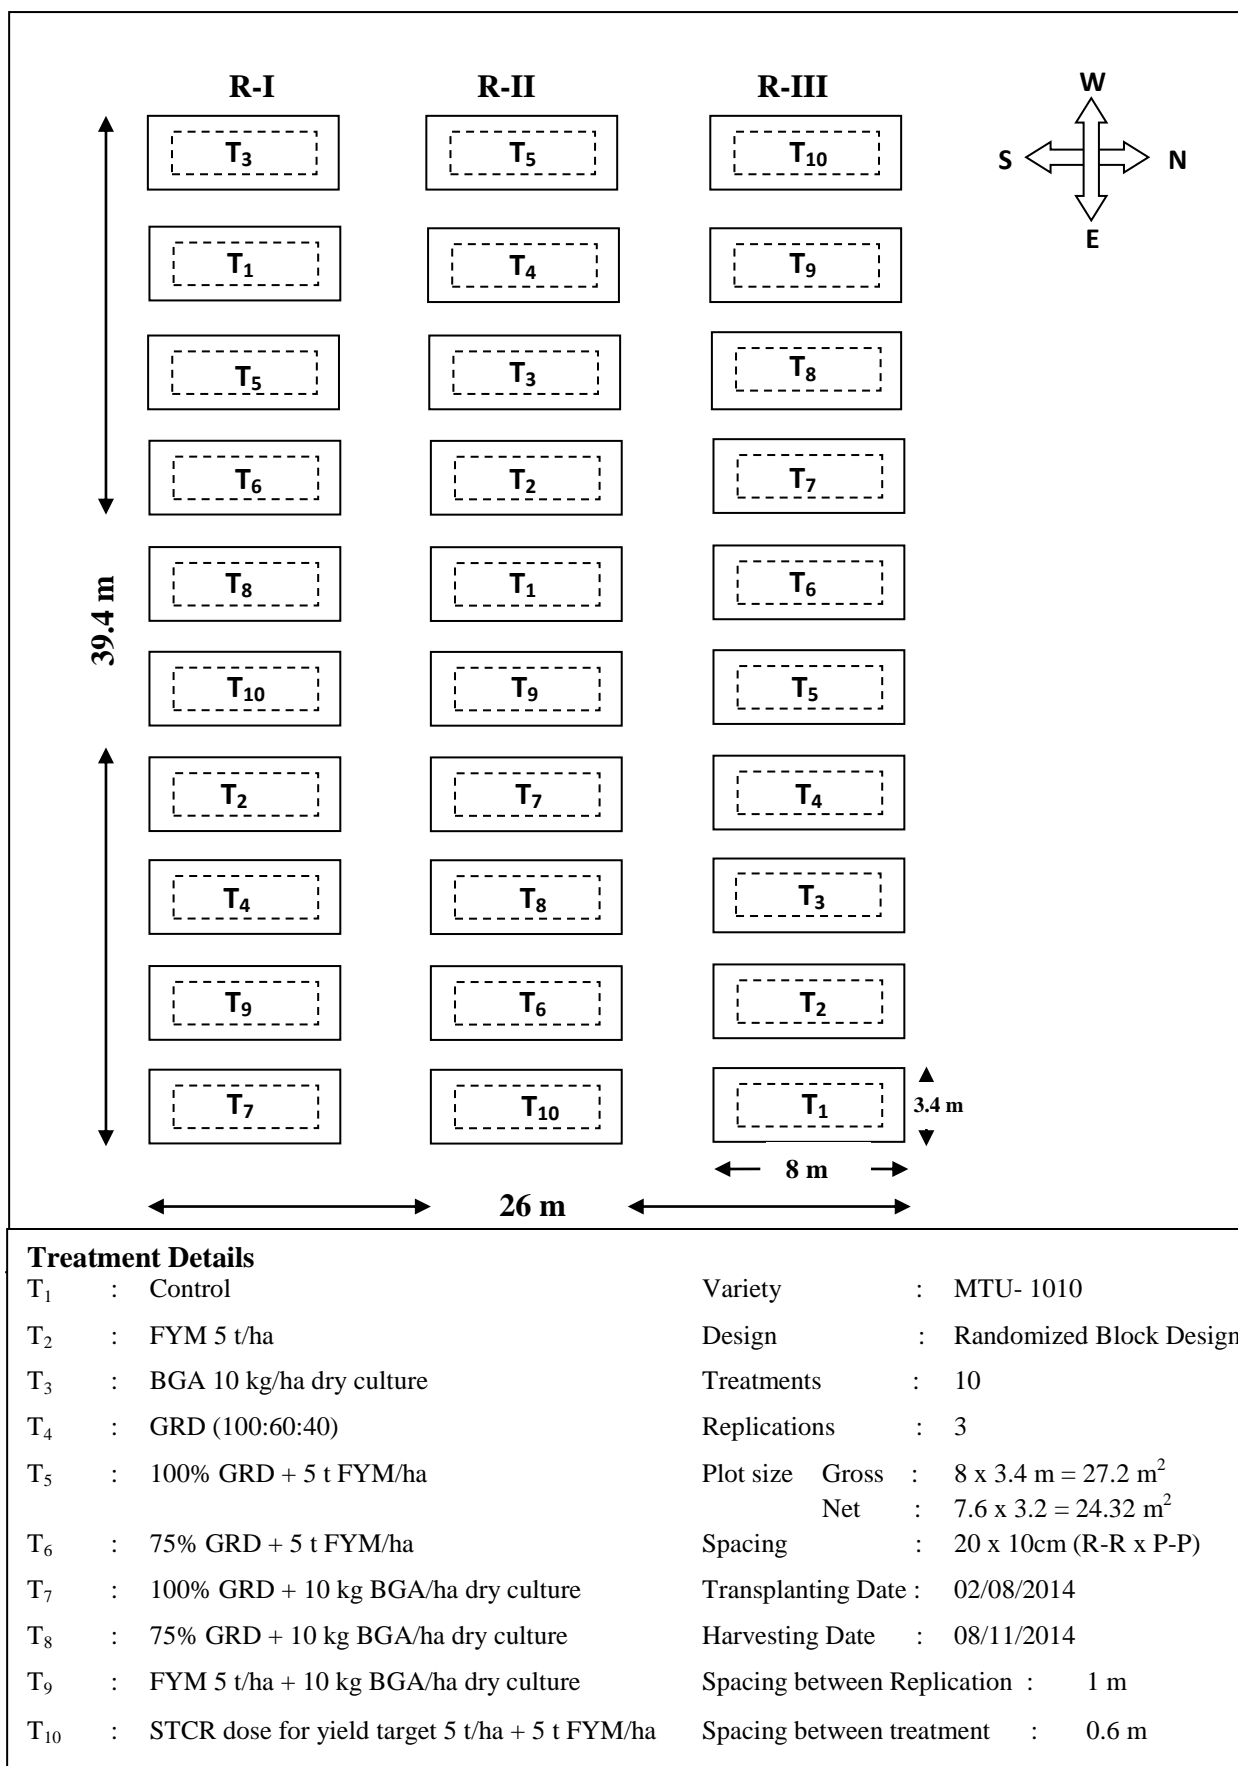 R-I R-II R-III
W
S N
E
T₃ T₅ T₁₀
T₁ T₄ T₉
T₅ T₃ T₈
T₆ T₂ T₇
T₈ T₁ T₆
39.4 m
T₁₀ T₉ T₅
T₂ T₇ T₄
T₄ T₈ T₃
T₉ T₆ T₂
T₇ T₁₀ T₁
3.4 m
8 m
26 m
Treatment Details
T₁ : Control Variety : MTU- 1010
T₂ : FYM 5 t/ha Design : Randomized Block Design
T₃ : BGA 10 kg/ha dry culture Treatments : 10
T₄ : GRD (100:60:40) Replications : 3
T₅ : 100% GRD + 5 t FYM/ha Plot size Gross : 8 x 3.4 m = 27.2 m²
Net : 7.6 x 3.2 = 24.32 m²
T₆ : 75% GRD + 5 t FYM/ha Spacing : 20 x 10cm (R-R x P-P)
T₇ : 100% GRD + 10 kg BGA/ha dry culture Transplanting Date : 02/08/2014
T₈ : 75% GRD + 10 kg BGA/ha dry culture Harvesting Date : 08/11/2014
T₉ : FYM 5 t/ha + 10 kg BGA/ha dry culture Spacing between Replication : 1 m
T₁₀ : STCR dose for yield target 5 t/ha + 5 t FYM/ha Spacing between treatment : 0.6 m